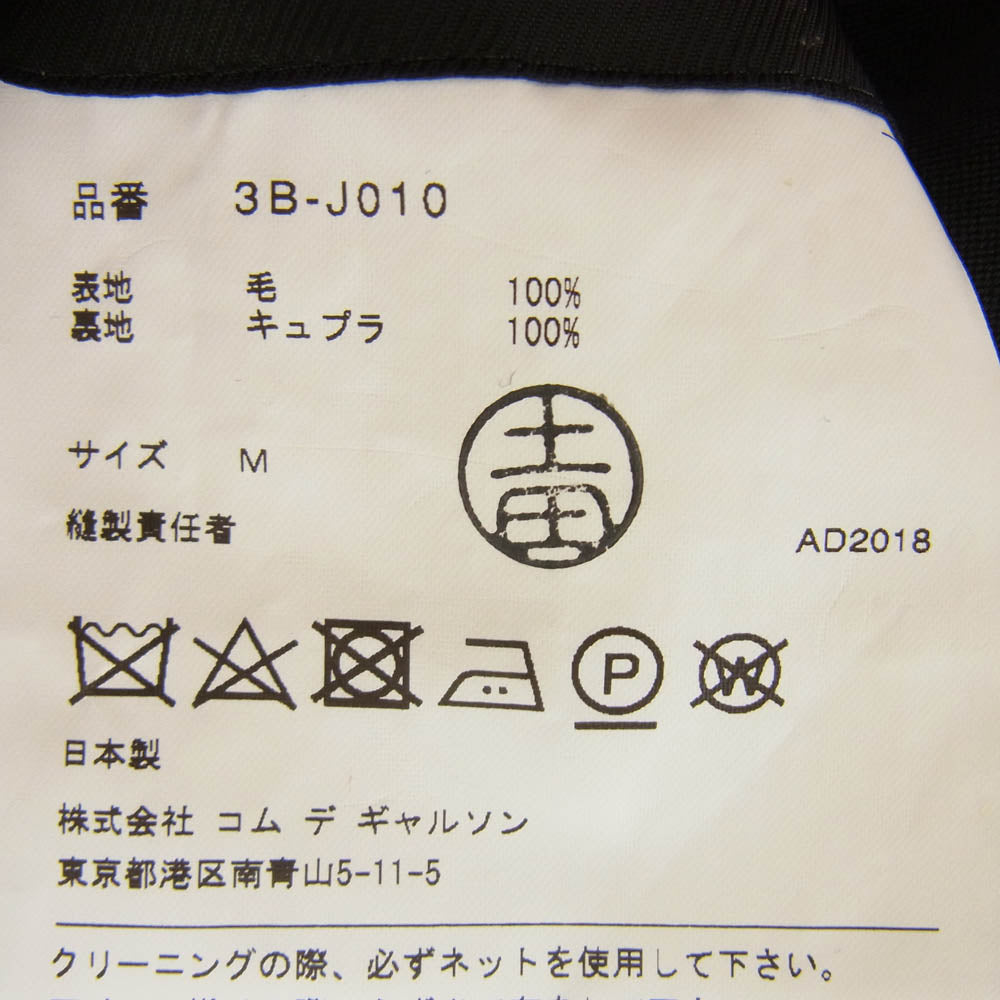 品番 3B-J010
表地 毛 100%
裏地 キュプラ 100%
サイズ M
縫製責任者
AD2018
P W
日本製
株式会社 コム デ ギャルソン
東京都港区南青山5-11-5
クリーニングの際、必ずネットを使用して下さい。